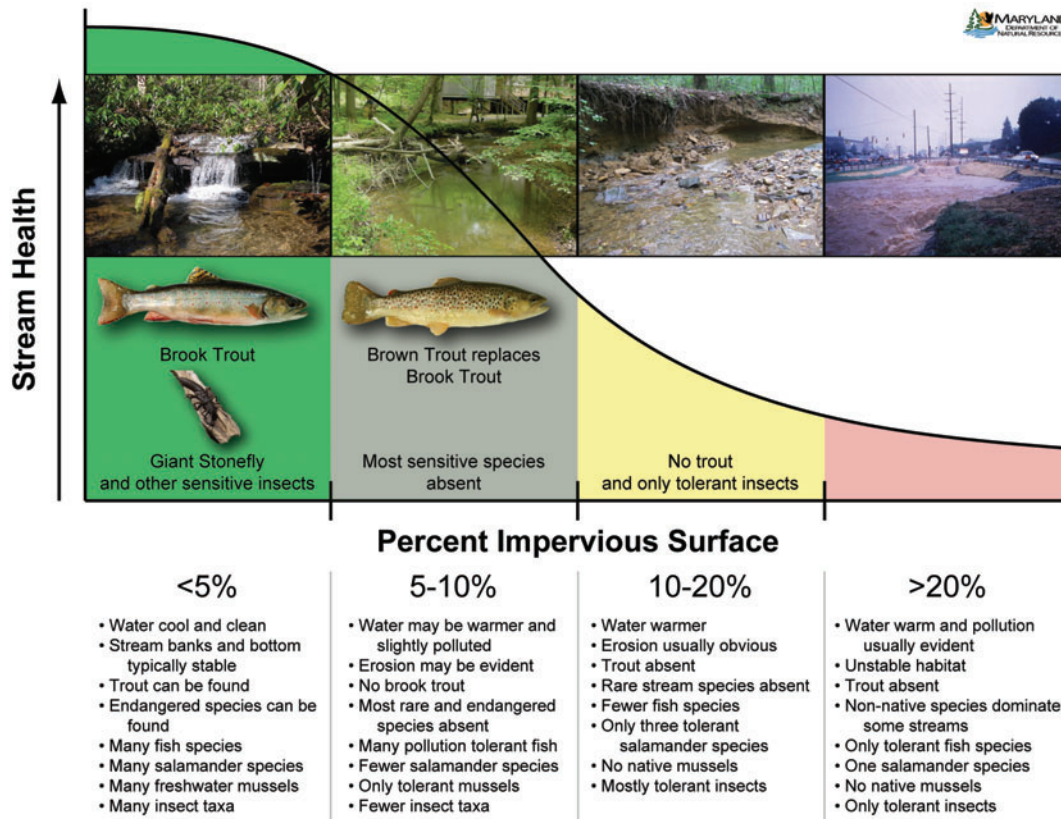 MARYLAND
DEPARTMENT OF
NATURAL RESOURCES
Stream Health
Brook Trout
Giant Stonefly
and other sensitive insects
Brown Trout replaces
Brook Trout
Most sensitive species
absent
No trout
and only tolerant insects
Percent Impervious Surface
<5%
• Water cool and clean
• Stream banks and bottom
typically stable
• Trout can be found
• Endangered species can be
found
• Many fish species
• Many salamander species
• Many freshwater mussels
• Many insect taxa
5-10%
• Water may be warmer and
slightly polluted
• Erosion may be evident
• No brook trout
• Most rare and endangered
species absent
• Many pollution tolerant fish
• Fewer salamander species
• Only tolerant mussels
• Fewer insect taxa
10-20%
• Water warmer
• Erosion usually obvious
• Trout absent
• Rare stream species absent
• Fewer fish species
• Only three tolerant
salamander species
• No native mussels
• Mostly tolerant insects
>20%
• Water warm and pollution
usually evident
• Unstable habitat
• Trout absent
• Non-native species dominate
some streams
• Only tolerant fish species
• One salamander species
• No native mussels
• Only tolerant insects